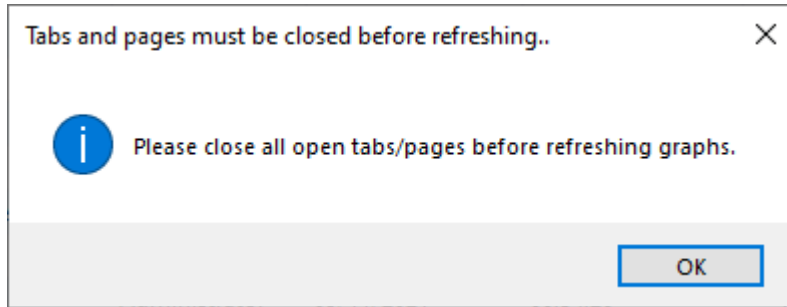 Tabs and pages must be closed before refreshing..
Please close all open tabs/pages before refreshing graphs.
OK